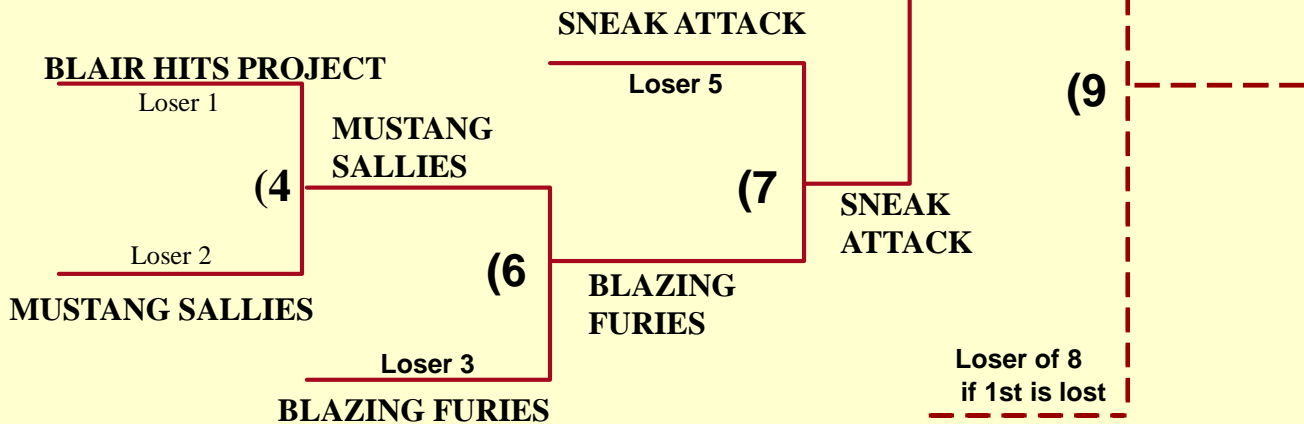 SNEAK ATTACK
BLAIR HITS PROJECT
Loser 5
(9
Loser 1
MUSTANG
SALLIES
(4
(7
SNEAK
ATTACK
Loser 2
(6
BLAZING
FURIES
MUSTANG SALLIES
Loser 3
Loser of 8
if 1st is lost
BLAZING FURIES